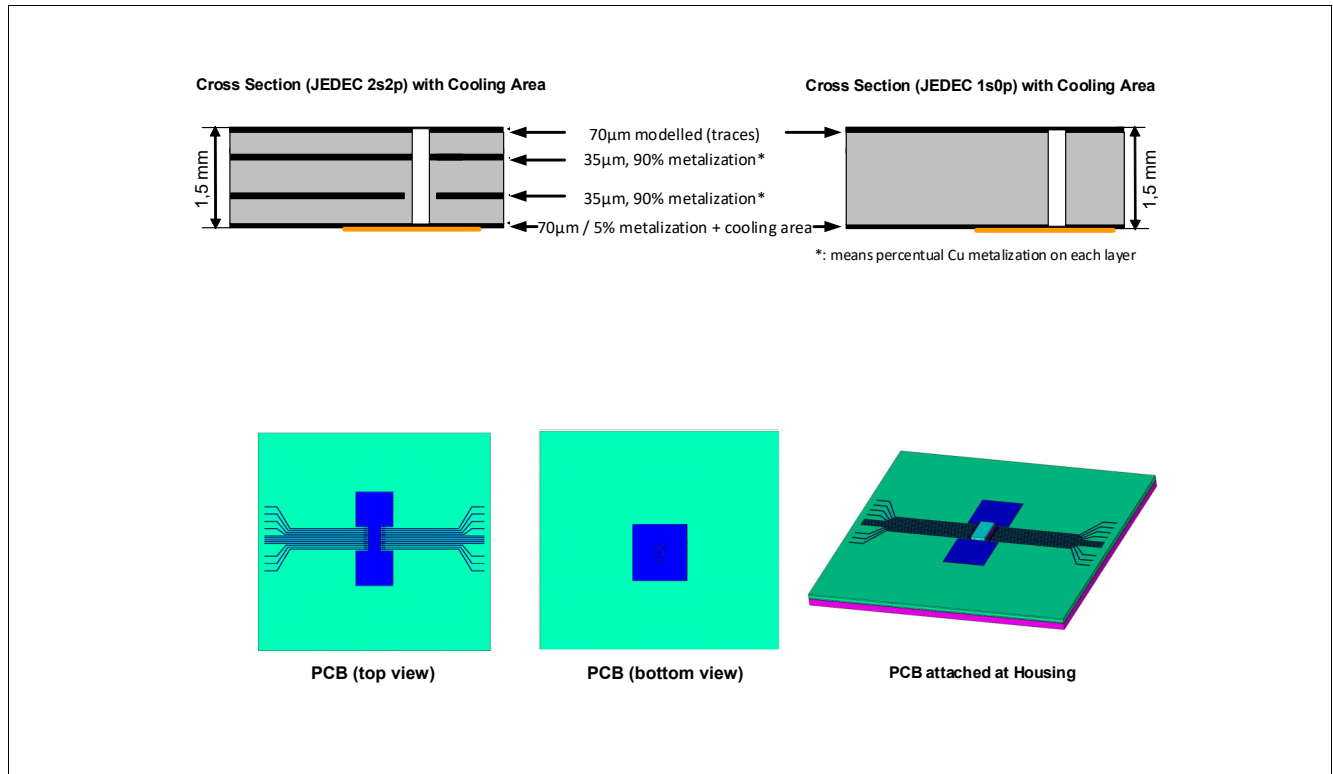 Cross Section (JEDEC 2s2p) with Cooling Area
Cross Section (JEDEC 1s0p) with Cooling Area
1,5 mm
70µm modelled (traces)
35µm, 90% metalization*
35µm, 90% metalization*
70µm / 5% metalization + cooling area
1,5 mm
*: means percentual Cu metalization on each layer
PCB (top view)
PCB (bottom view)
PCB attached at Housing